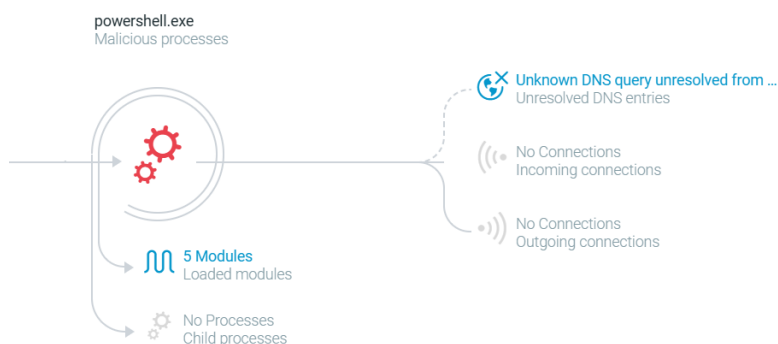 powershell.exe
Malicious processes
Unknown DNS query unresolved from ...
Unresolved DNS entries
No Connections
Incoming connections
No Connections
Outgoing connections
5 Modules
Loaded modules
No Processes
Child processes